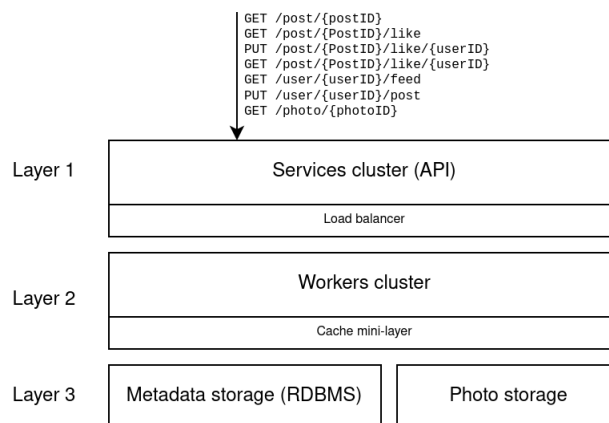 GET /post/{postID}
GET /post/{PostID}/like
PUT /post/{PostID}/like/{userID}
GET /post/{PostID}/like/{userID}
GET /user/{userID}/feed
PUT /user/{userID}/post
GET /photo/{photoID}
Layer 1
Services cluster (API)
Load balancer
Layer 2
Workers cluster
Cache mini-layer
Layer 3
Metadata storage (RDBMS)
Photo storage